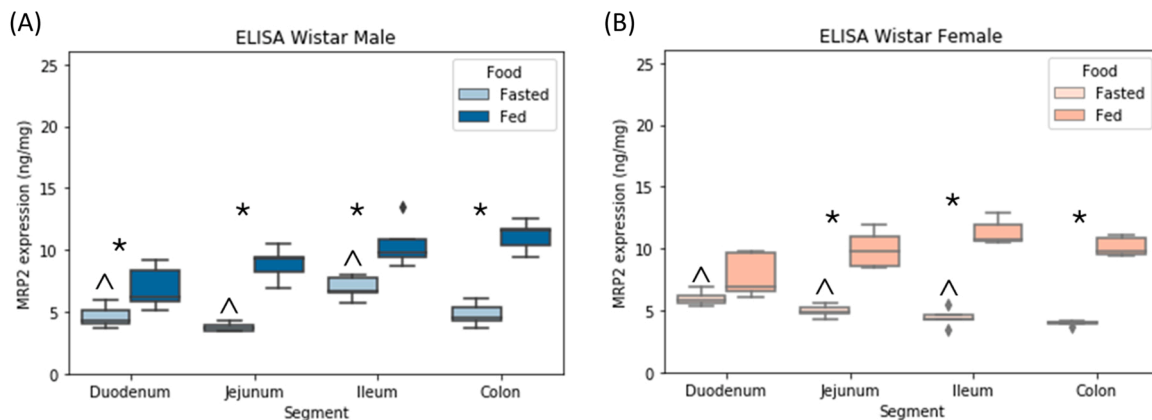 (A)
ELISA Wistar Male
MRP2 expression (ng/mg)
25
20
15
10
5
0
Food
Fasted
Fed
* * * *
^ ^ ^
Duodenum Jejunum Ileum Colon
Segment
(B)
ELISA Wistar Female
MRP2 expression (ng/mg)
25
20
15
10
5
0
Food
Fasted
Fed
* * *
^ ^ ^
Duodenum Jejunum Ileum Colon
Segment